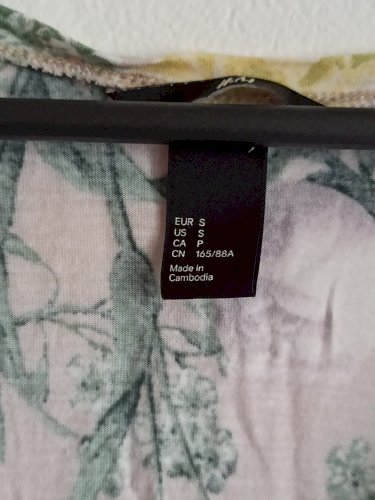 EUR S
US S
CA P
CN 165/88A
Made in
Cambodia